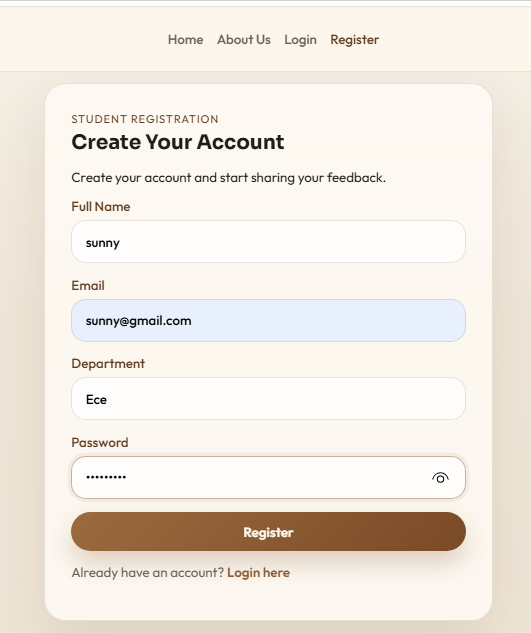 Home About Us Login Register
STUDENT REGISTRATION
Create Your Account
Create your account and start sharing your feedback.
Full Name
sunny
Email
sunny@gmail.com
Department
Ece
Password
•••••••••
Register
Already have an account? Login here